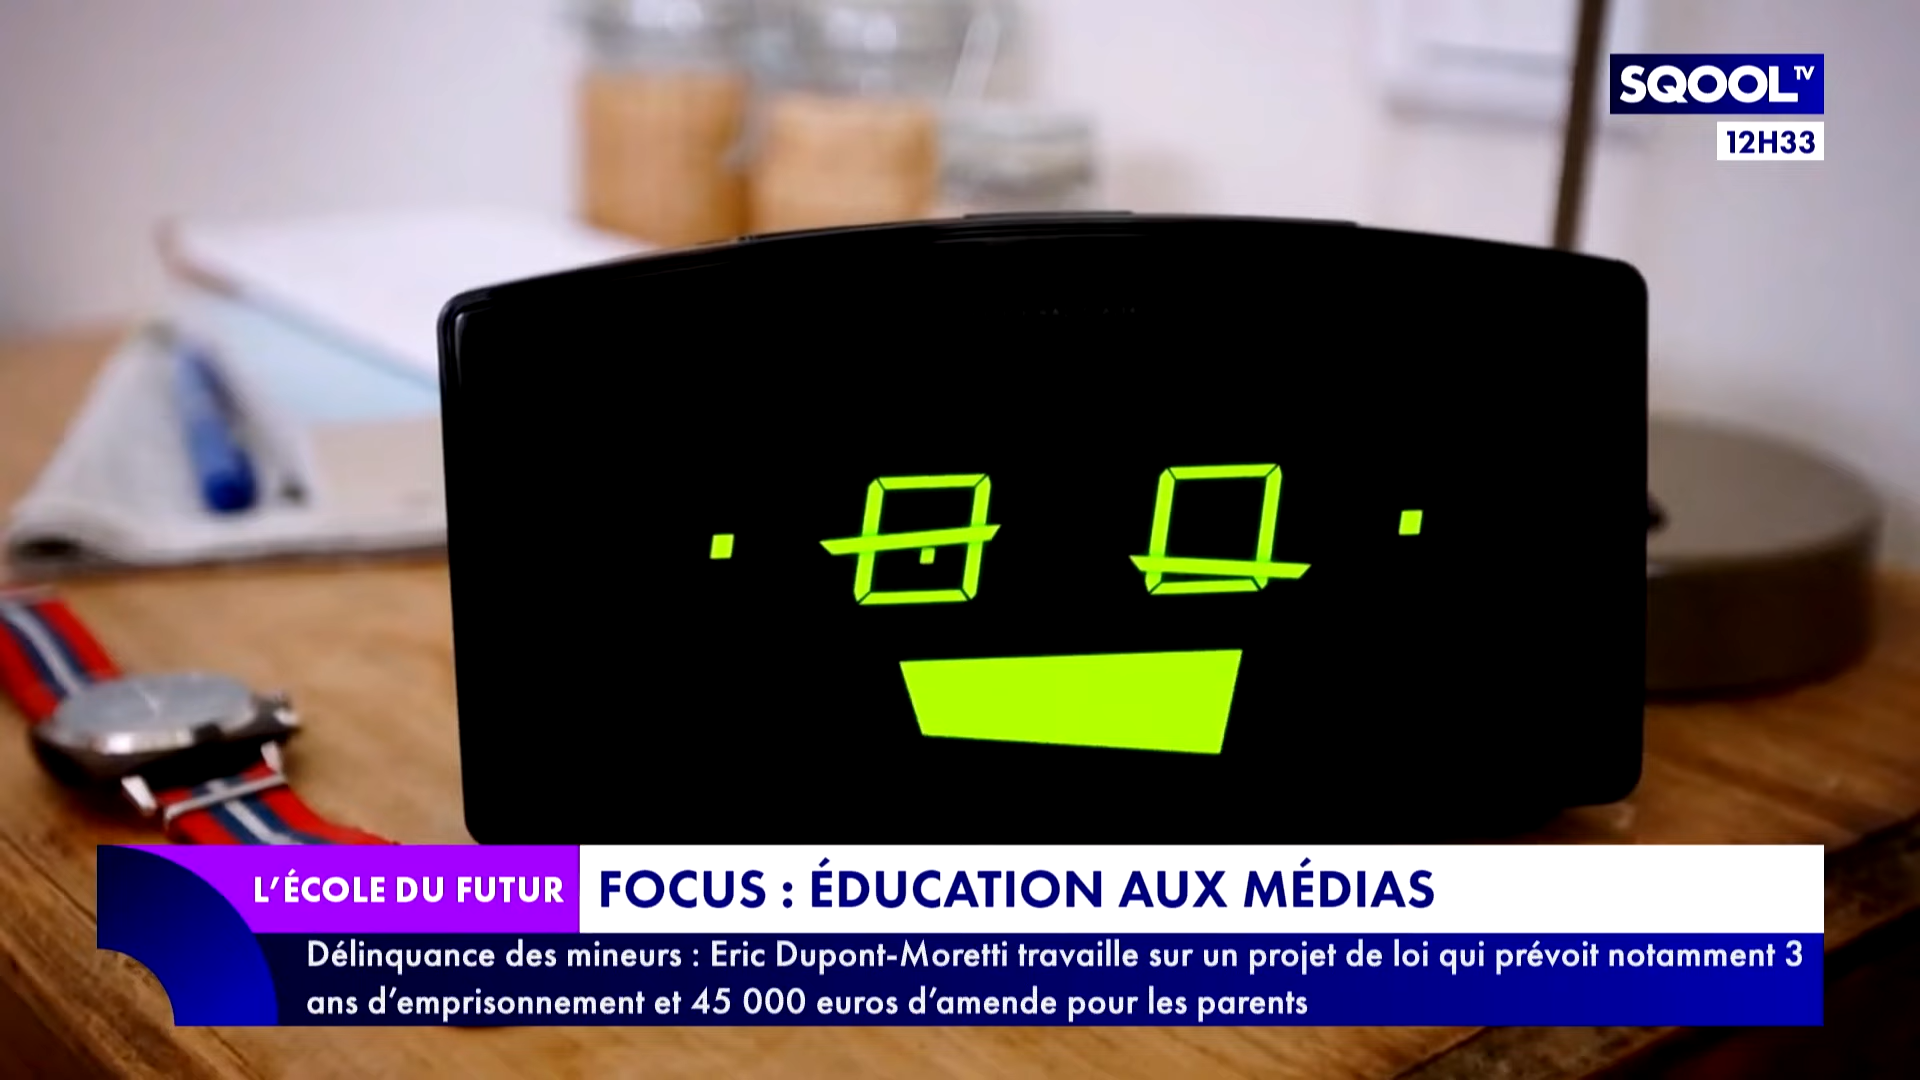 SQOOL TV
12H33
L'ÉCOLE DU FUTUR
FOCUS : ÉDUCATION AUX MÉDIAS
Délinquance des mineurs : Eric Dupont-Moretti travaille sur un projet de loi qui prévoit notamment 3
ans d'emprisonnement et 45 000 euros d'amende pour les parents